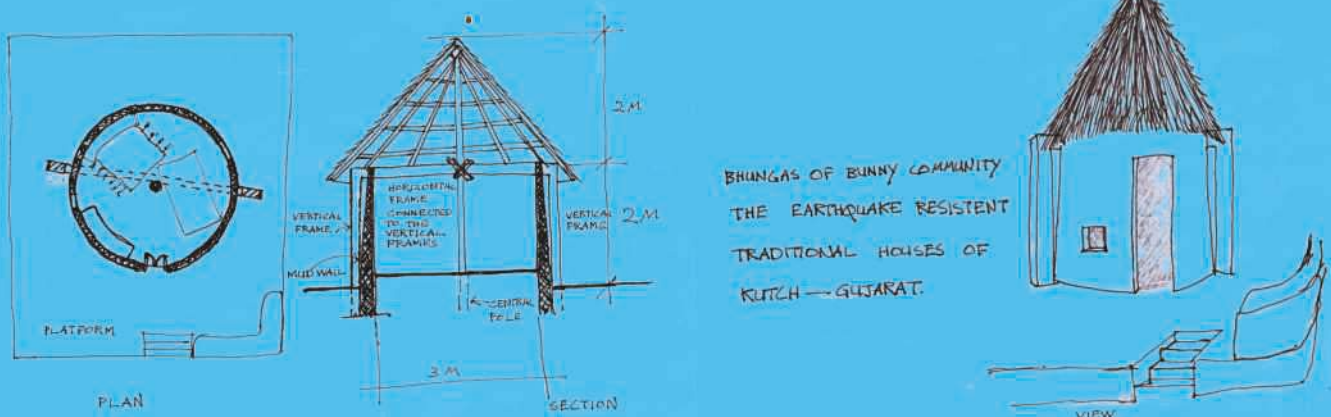 PLATFORM
PLAN
2M
HORIZONTAL
FRAME
CONNECTED
TO THE
VERTICAL
FRAMES
VERTICAL
FRAME
VERTICAL
FRAME
2M
MUD WALL
CENTRAL
POLE
3M
SECTION
BHUNGAS OF BUNNY COMMUNITY
THE EARTHQUAKE RESISTENT
TRADITIONAL HOUSES OF
KUTCH — GUJARAT.
VIEW